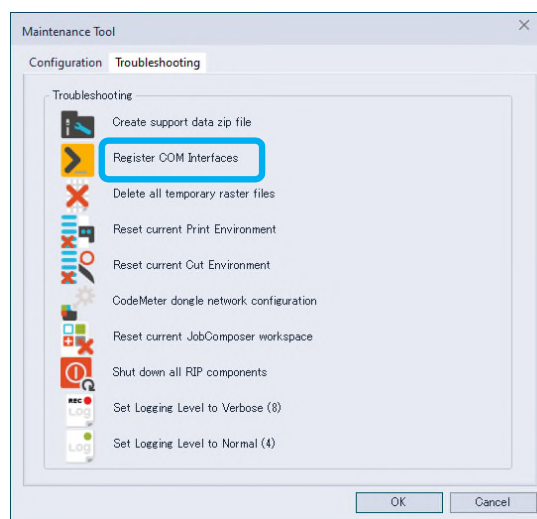 Maintenance Tool
Configuration Troubleshooting
Troubleshooting
Create support data zip file
Register COM Interfaces
Delete all temporary raster files
Reset current Print Environment
Reset current Cut Environment
CodeMeter dongle network configuration
Reset current JobComposer workspace
Shut down all RIP components
REC
Log
Set Logging Level to Verbose (8)
Log
Set Logging Level to Normal (4)
OK Cancel